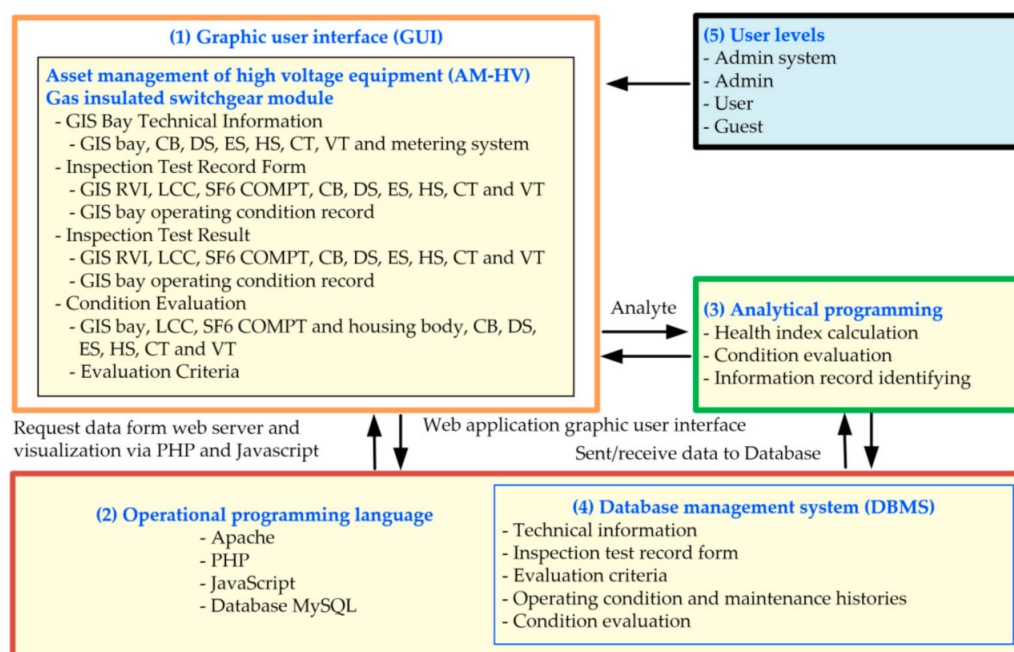 (1) Graphic user interface (GUI)
Asset management of high voltage equipment (AM-HV)
Gas insulated switchgear module
- GIS Bay Technical Information
- GIS bay, CB, DS, ES, HS, CT, VT and metering system
- Inspection Test Record Form
- GIS RVI, LCC, SF6 COMPT, CB, DS, ES, HS, CT and VT
- GIS bay operating condition record
- Inspection Test Result
- GIS RVI, LCC, SF6 COMPT, CB, DS, ES, HS, CT and VT
- GIS bay operating condition record
- Condition Evaluation
- GIS bay, LCC, SF6 COMPT and housing body, CB, DS,
ES, HS, CT and VT
- Evaluation Criteria
(5) User levels
- Admin system
- Admin
- User
- Guest
Analyte
(3) Analytical programming
- Health index calculation
- Condition evaluation
- Information record identifying
Request data form web server and
visualization via PHP and Javascript
Web application graphic user interface
Sent/receive data to Database
(2) Operational programming language
- Apache
- PHP
- JavaScript
- Database MySQL
(4) Database management system (DBMS)
- Technical information
- Inspection test record form
- Evaluation criteria
- Operating condition and maintenance histories
- Condition evaluation